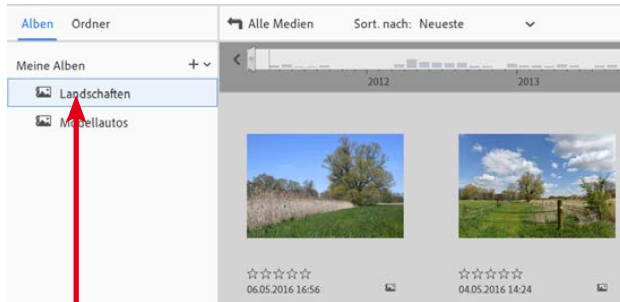 Alben Ordner
Alle Medien Sort. nach: Neueste
Meine Alben
2012 2013
Landschaften
Modellautos
06.05.2016 16:56 04.05.2016 14:24